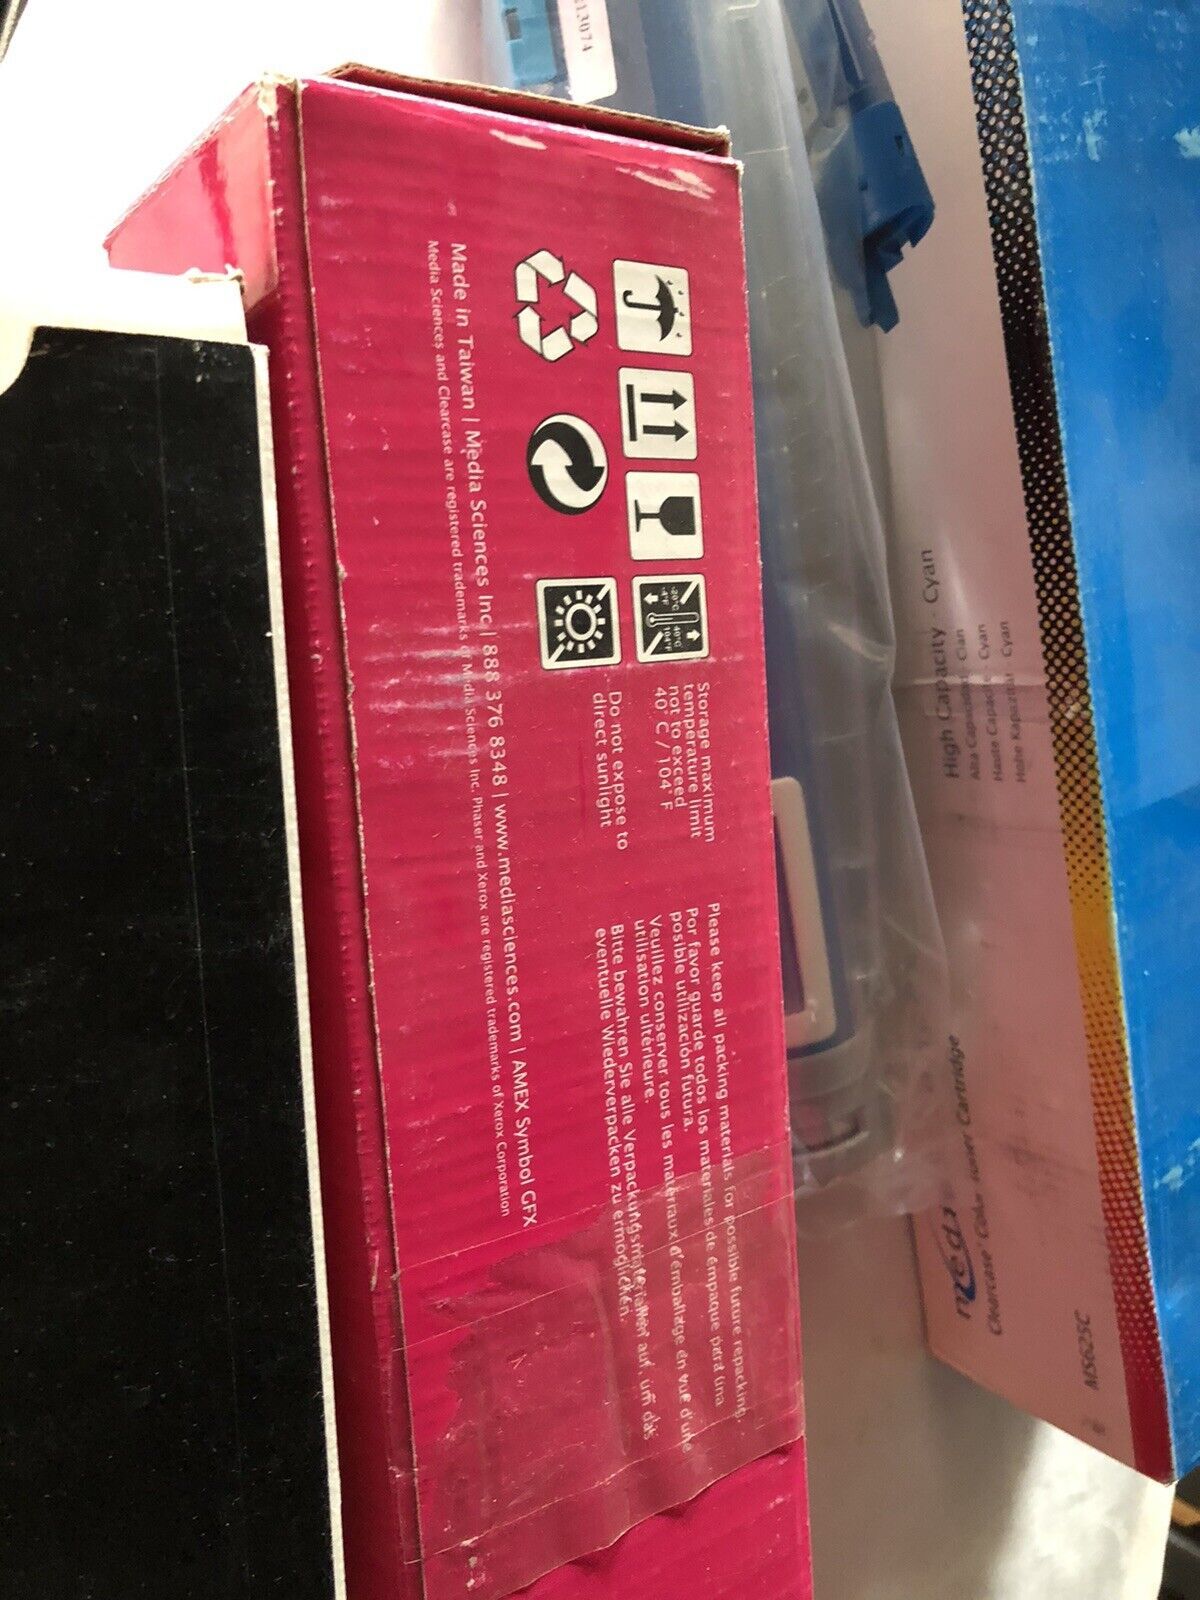 13074
-20°C
-4°F
40°C
104°F
Storage maximum
temperature limit
not to exceed
40°C / 104°F
Do not expose to
direct sunlight
Please keep all packing materials for possible future repacking.
Por favor guarde todos los materiales de empaque para una
posible utilización futura.
Veuillez conserver tous les matériaux d'emballage en vue d'une
utilisation ultérieure.
Bitte bewahren Sie alle Verpackungsmaterialien auf, um das
eventuelle Wiederverpacken zu ermöglichen.
Made in Taiwan | Media Sciences Inc | 888 376 8348 | www.mediasciences.com | AMEX Symbol GFX
Media Sciences and Clearcase are registered trademarks of Media Sciences Inc. Phaser and Xerox are registered trademarks of Xerox Corporation
High Capacity · Cyan
Alta Capacidad · Cian
Haute Capacité · Cyan
Hohe Kapazität · Cyan
Clearcase Color Toner Cartridge
MS625C